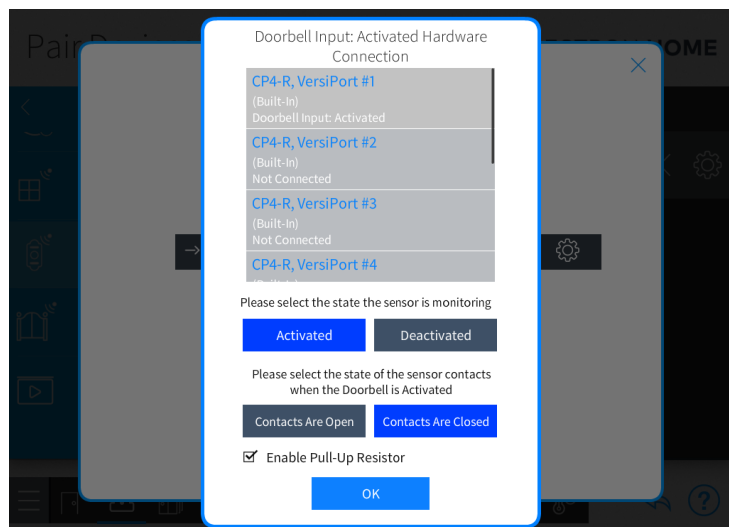 Doorbell Input: Activated Hardware
Connection
OME
CP4-R, VersiPort #1
(Built-In)
Doorbell Input: Activated
CP4-R, VersiPort #2
(Built-In)
Not Connected
CP4-R, VersiPort #3
(Built-In)
Not Connected
CP4-R, VersiPort #4
Please select the state the sensor is monitoring
Activated
Deactivated
Please select the state of the sensor contacts
when the Doorbell is Activated
Contacts Are Open
Contacts Are Closed
Enable Pull-Up Resistor
OK